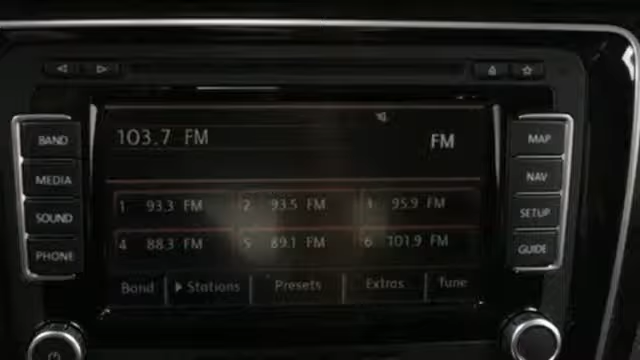 BAND
MEDIA
SOUND
PHONE
103.7 FM
FM
1 93.3 FM
2 93.5 FM
3 95.9 FM
4 88.3 FM
5 89.1 FM
6 101.9 FM
Band
Stations
Presets
Extras
Tune
MAP
NAV
SETUP
GUIDE